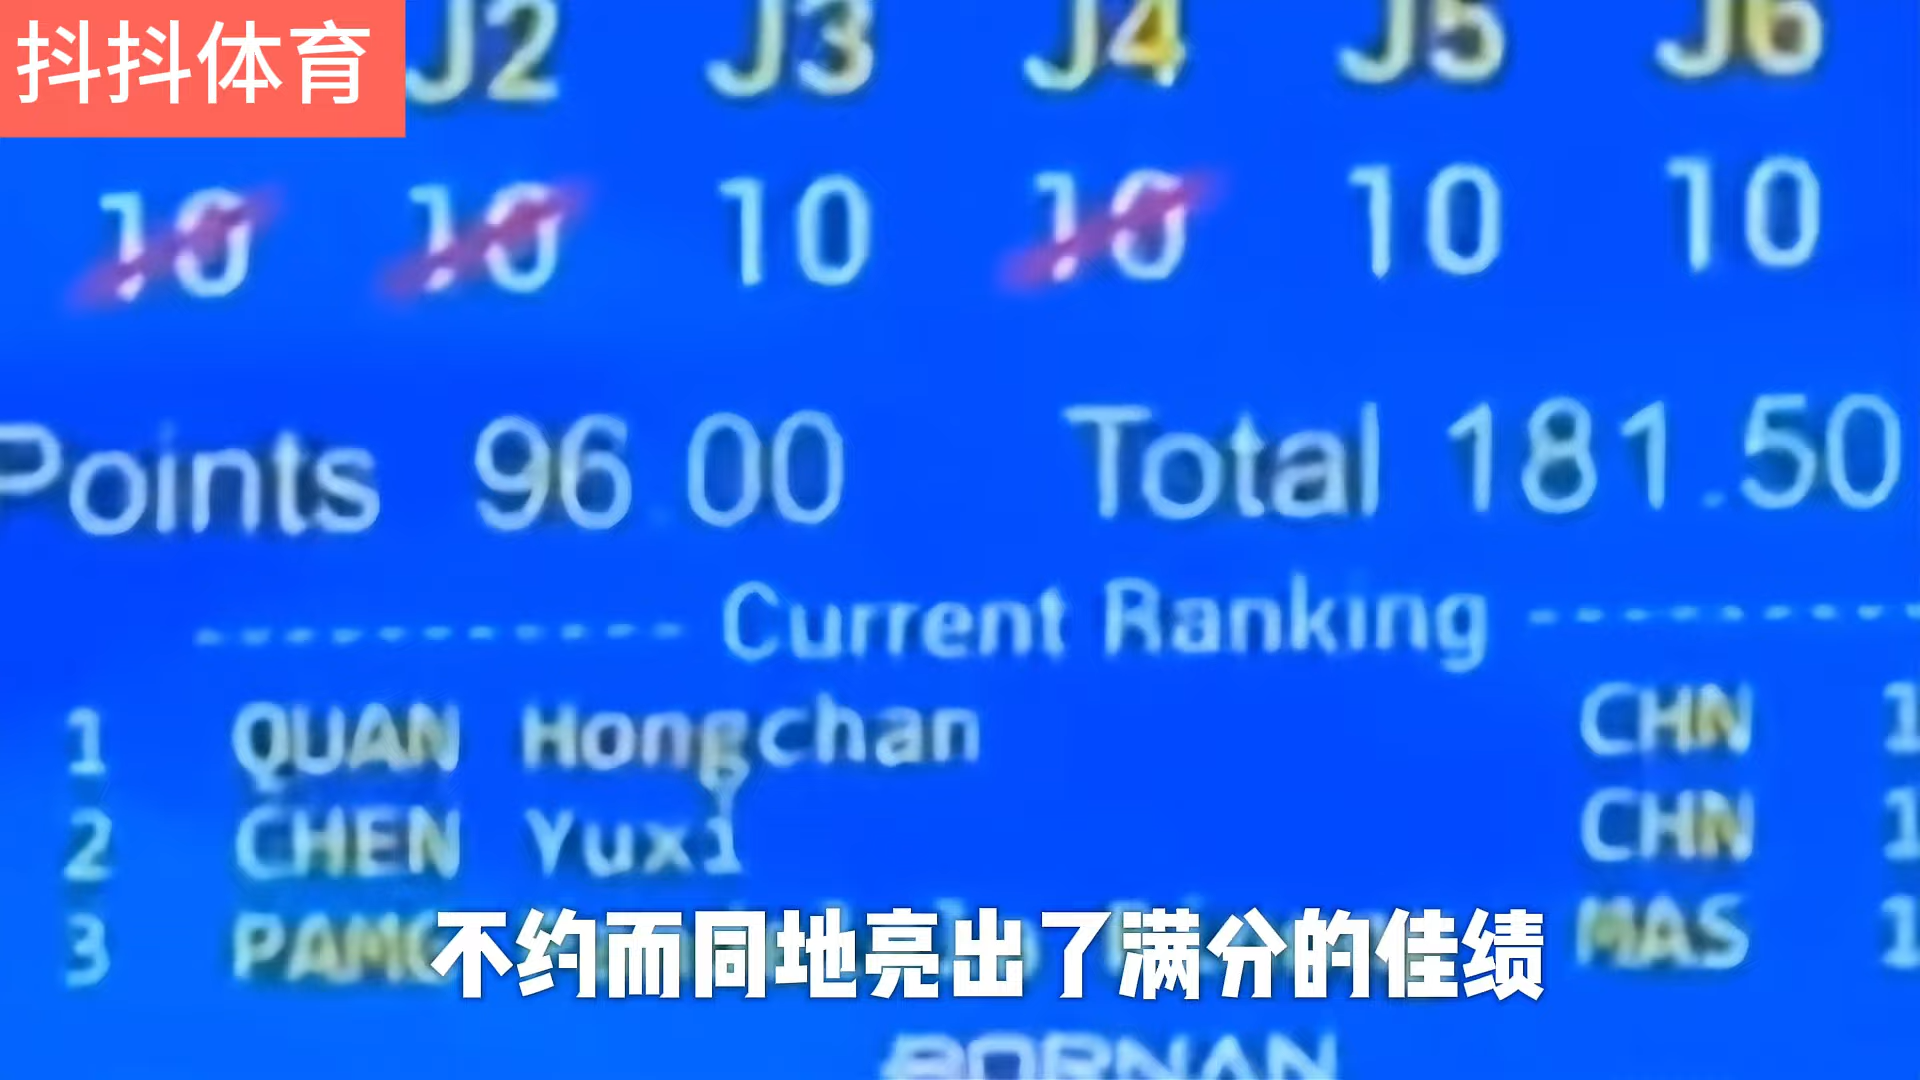 抖抖体育
J2 J3 J4 J5 J6
10 10 10 10 10 10
Points 96.00 Total 181.50
Current Ranking
1 QUAN Hongchan CHN 1
2 CHEN Yuxi CHN 1
3 MAS 1
不约而同地亮出了满分的佳绩